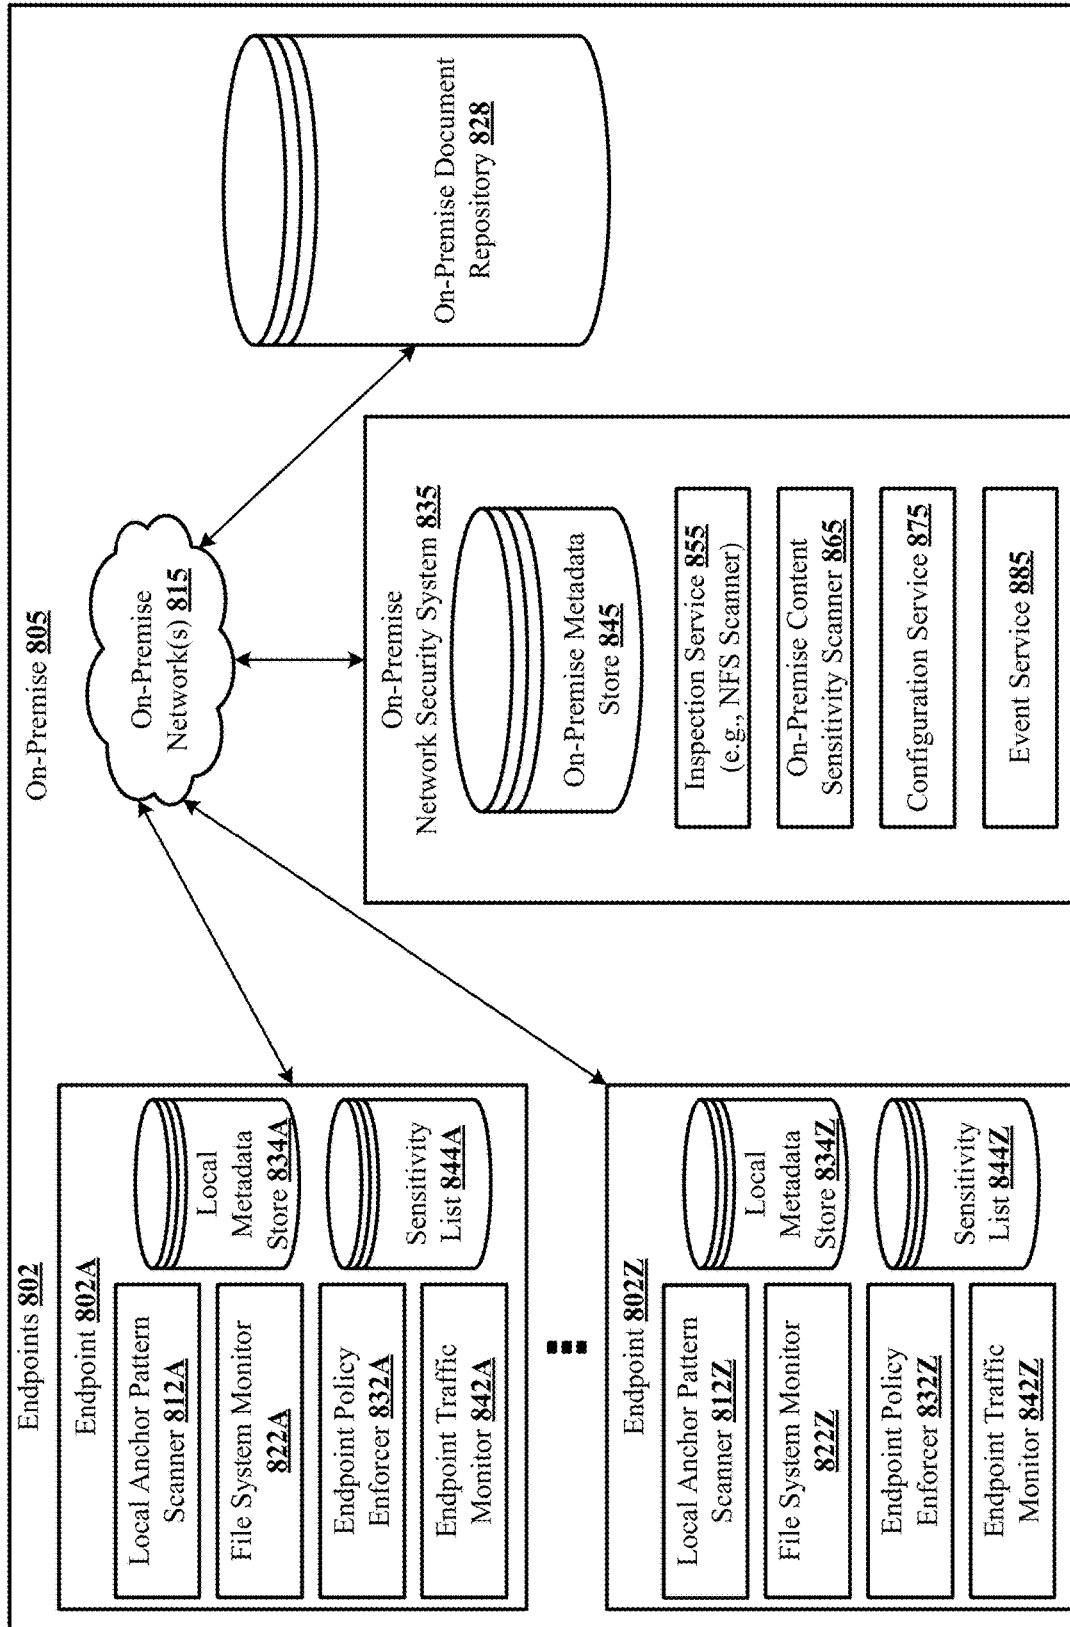 On-Premise 805
Endpoints 802
Endpoint 802A
Local Anchor Pattern
Scanner 812A
File System Monitor
822A
Endpoint Policy
Enforcer 832A
Endpoint Traffic
Monitor 842A
Local
Metadata
Store 834A
Sensitivity
List 844A
Endpoint 802Z
Local Anchor Pattern
Scanner 812Z
File System Monitor
822Z
Endpoint Policy
Enforcer 832Z
Endpoint Traffic
Monitor 842Z
Local
Metadata
Store 834Z
Sensitivity
List 844Z
On-Premise
Network(s) 815
On-Premise
Network Security System 835
On-Premise Metadata
Store 845
Inspection Service 855
(e.g., NFS Scanner)
On-Premise Content
Sensitivity Scanner 865
Configuration Service 875
Event Service 885
On-Premise Document
Repository 828